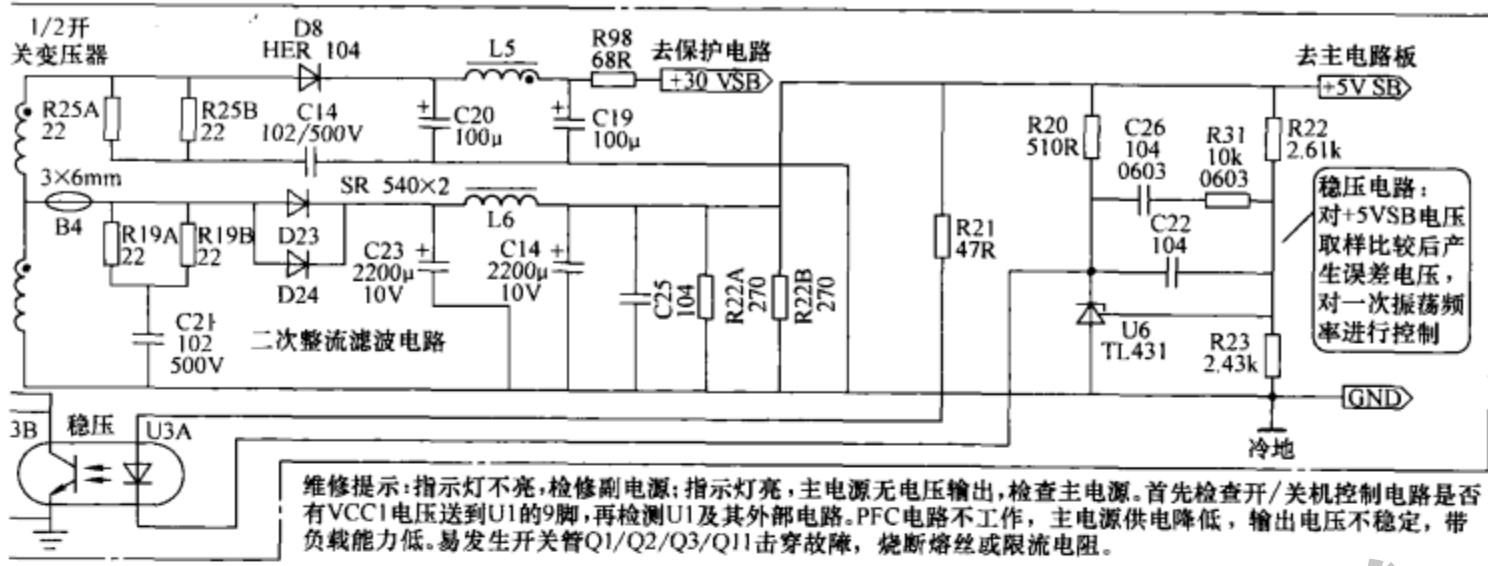 1/2开
关变压器
D8
HER 104
L5
R98
68R
去保护电路
+30 VSB
去主电路板
+5V SB
R25A
22
R25B
22
C14
102/500V
C20
100μ
C19
100μ
R20
510R
C26
104
0603
R31
10k
0603
R22
2.61k
3×6mm
B4
SR 540×2
L6
R19A
22
R19B
22
D23
D24
C23
2200μ
10V
C14
2200μ
10V
C25
104
R22A
270
R22B
270
R21
47R
C22
104
稳压电路:
对+5VSB电压
取样比较后产
生误差电压,
对一次振荡频
率进行控制
C21
102
500V
二次整流滤波电路
U6
TL431
R23
2.43k
GND
冷地
3B
稳压
U3A
维修提示:指示灯不亮,检修副电源;指示灯亮,主电源无电压输出,检查主电源。首先检查开/关机控制电路是否
有VCC1电压送到U1的9脚,再检测U1及其外部电路。PFC电路不工作,主电源供电降低,输出电压不稳定,带
负载能力低。易发生开关管Q1/Q2/Q3/Q11击穿故障,烧断熔丝或限流电阻。